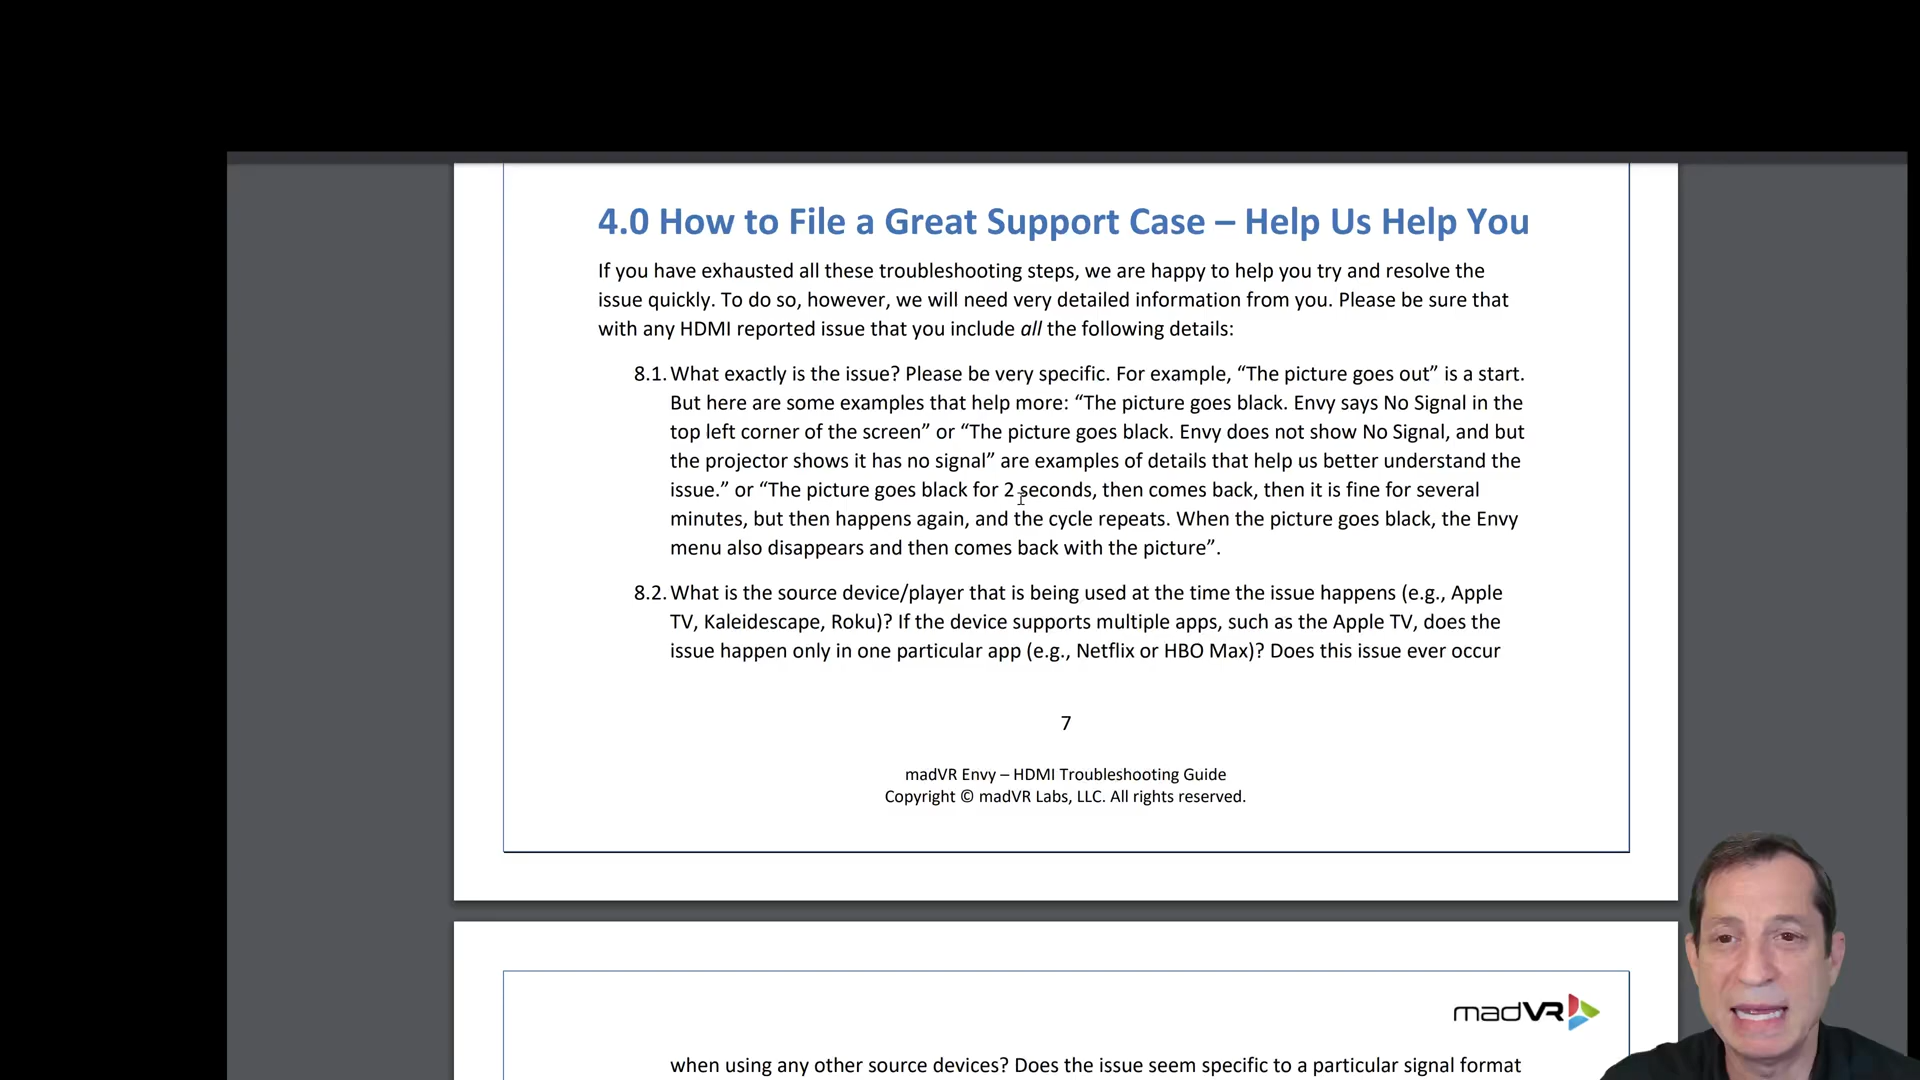 4.0 How to File a Great Support Case – Help Us Help You
If you have exhausted all these troubleshooting steps, we are happy to help you try and resolve the
issue quickly. To do so, however, we will need very detailed information from you. Please be sure that
with any HDMI reported issue that you include all the following details:
8.1. What exactly is the issue? Please be very specific. For example, “The picture goes out” is a start.
But here are some examples that help more: “The picture goes black. Envy says No Signal in the
top left corner of the screen” or “The picture goes black. Envy does not show No Signal, and but
the projector shows it has no signal” are examples of details that help us better understand the
issue.” or “The picture goes black for 2 seconds, then comes back, then it is fine for several
minutes, but then happens again, and the cycle repeats. When the picture goes black, the Envy
menu also disappears and then comes back with the picture”.
8.2. What is the source device/player that is being used at the time the issue happens (e.g., Apple
TV, Kaleidescape, Roku)? If the device supports multiple apps, such as the Apple TV, does the
issue happen only in one particular app (e.g., Netflix or HBO Max)? Does this issue ever occur
7
madVR Envy – HDMI Troubleshooting Guide
Copyright © madVR Labs, LLC. All rights reserved.
madVR
when using any other source devices? Does the issue seem specific to a particular signal format